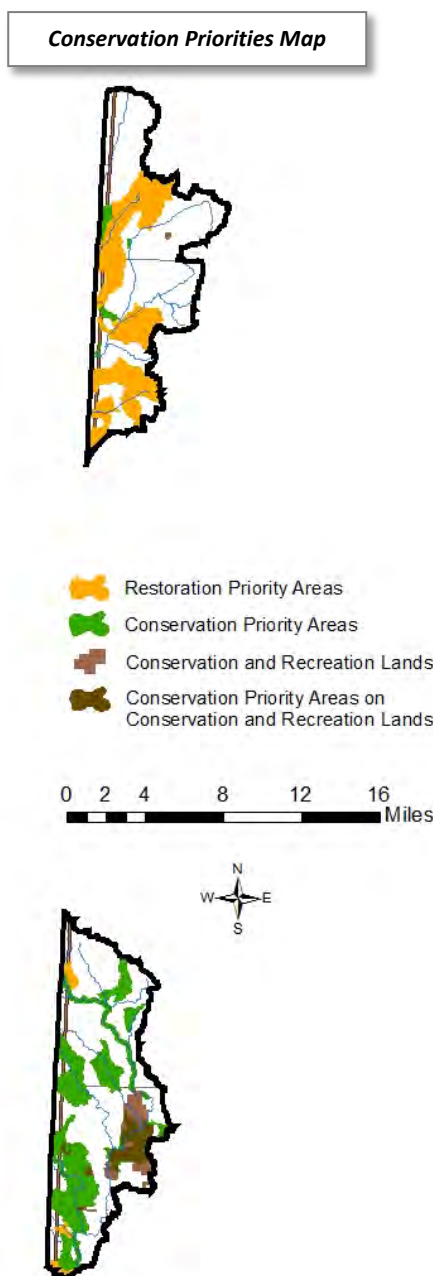 Conservation Priorities Map
Restoration Priority Areas
Conservation Priority Areas
Conservation and Recreation Lands
Conservation Priority Areas on
Conservation and Recreation Lands
0 2 4 8 12 16
Miles
N
W E
S